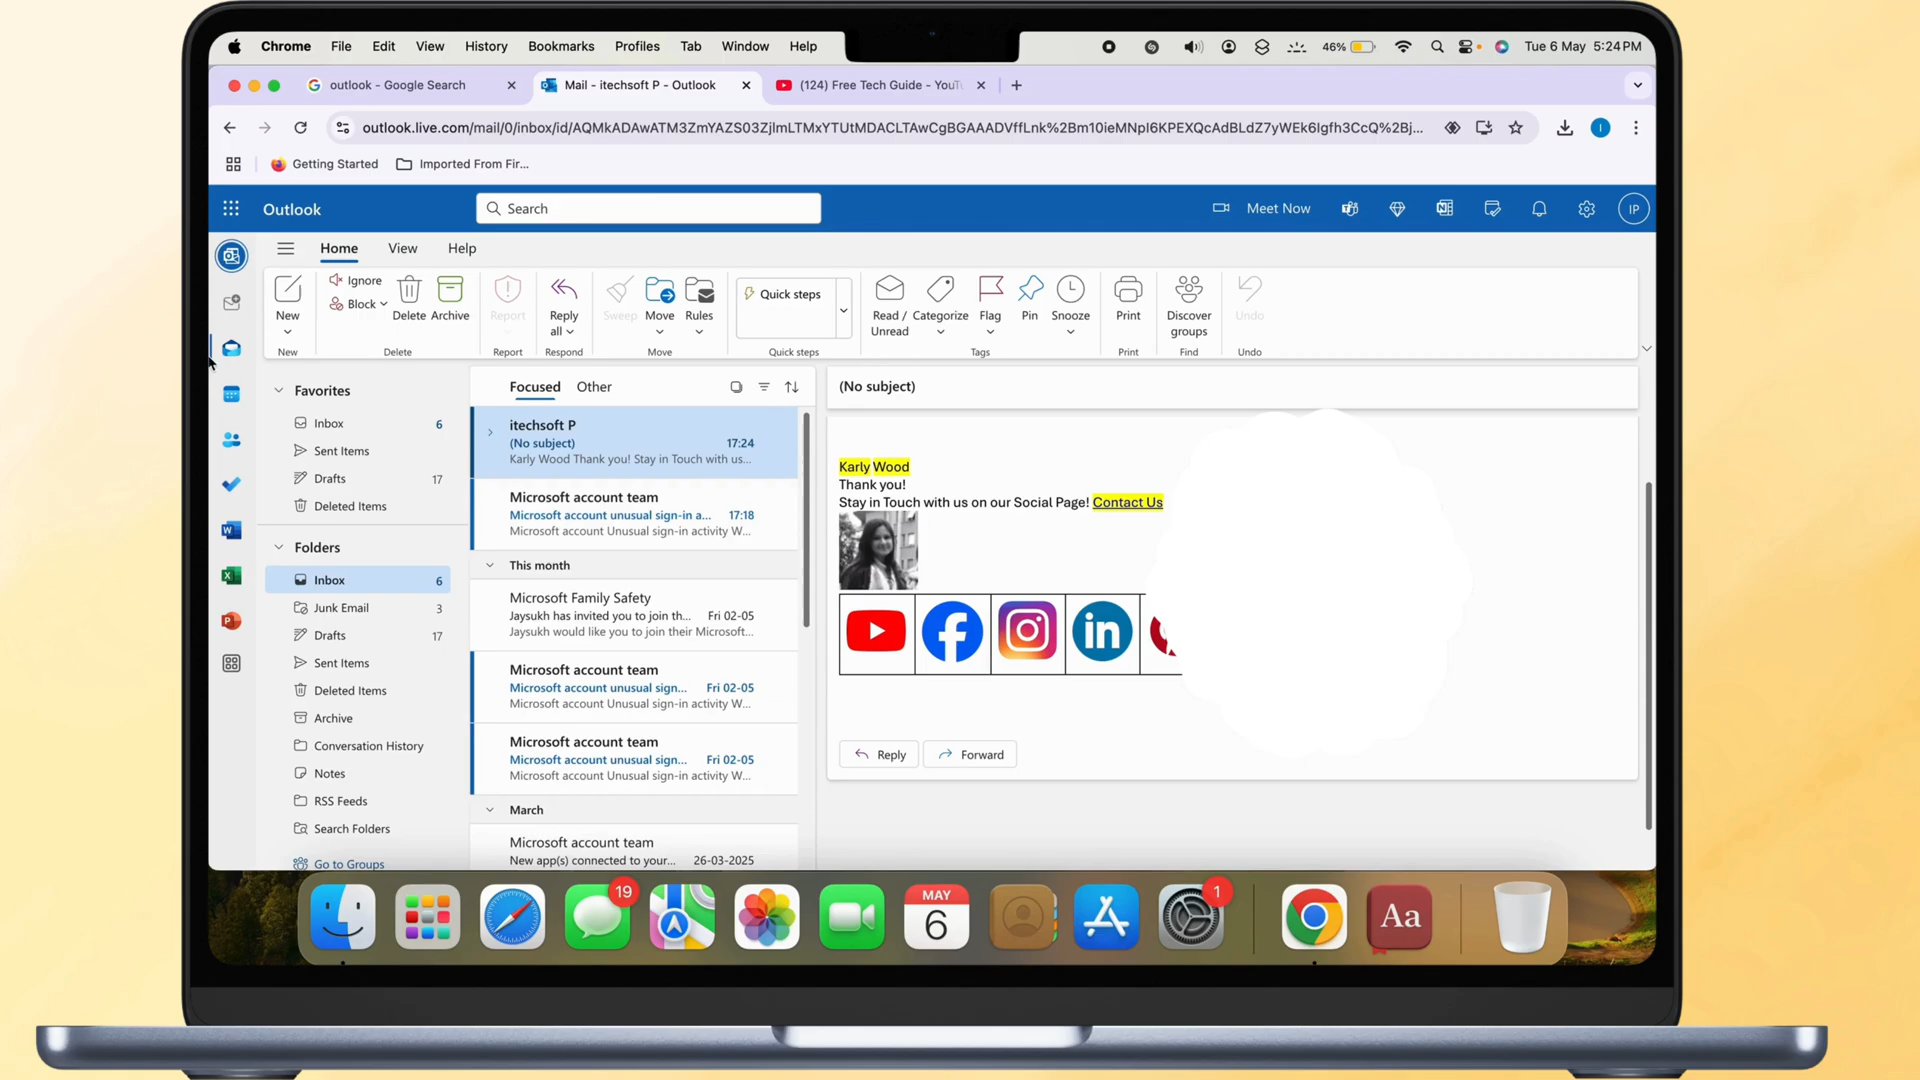 Chrome File Edit View History Bookmarks Profiles Tab Window Help 46% Tue 6 May 5:24 PM
outlook - Google Search Mail - itechsoft P - Outlook (124) Free Tech Guide - YouTu
outlook.live.com/mail/0/inbox/id/AQMkADAwATM3ZmYAZS03ZjlmLTMxYTUtMDACLTAwCgBGAAADVffLnk%2Bm10ieMNpI6KPEXQcAdBLdZ7yWEk6Igfh3CcQ%2Bj...
Getting Started Imported From Fir...
Outlook Search Meet Now IP
Home View Help
New Ignore Block Delete Archive Report Reply all Sweep Move Rules Quick steps Read / Unread Categorize Flag Pin Snooze Print Discover groups Undo
New Delete Report Respond Move Quick steps Tags Print Find Undo
Favorites
Inbox 6
Sent Items
Drafts 17
Deleted Items
Folders
Inbox 6
Junk Email 3
Drafts 17
Sent Items
Deleted Items
Archive
Conversation History
Notes
RSS Feeds
Search Folders
Go to Groups
Focused Other
itechsoft P
(No subject) 17:24
Karly Wood Thank you! Stay in Touch with us...
Microsoft account team
Microsoft account unusual sign-in a... 17:18
Microsoft account Unusual sign-in activity W...
This month
Microsoft Family Safety
Jaysukh has invited you to join th... Fri 02-05
Jaysukh would like you to join their Microsoft...
Microsoft account team
Microsoft account unusual sign... Fri 02-05
Microsoft account Unusual sign-in activity W...
Microsoft account team
Microsoft account unusual sign... Fri 02-05
Microsoft account Unusual sign-in activity W...
March
Microsoft account team
New app(s) connected to your... 26-03-2025
(No subject)
Karly Wood
Thank you!
Stay in Touch with us on our Social Page! Contact Us
in
Reply Forward
19 MAY 6 1 Aa